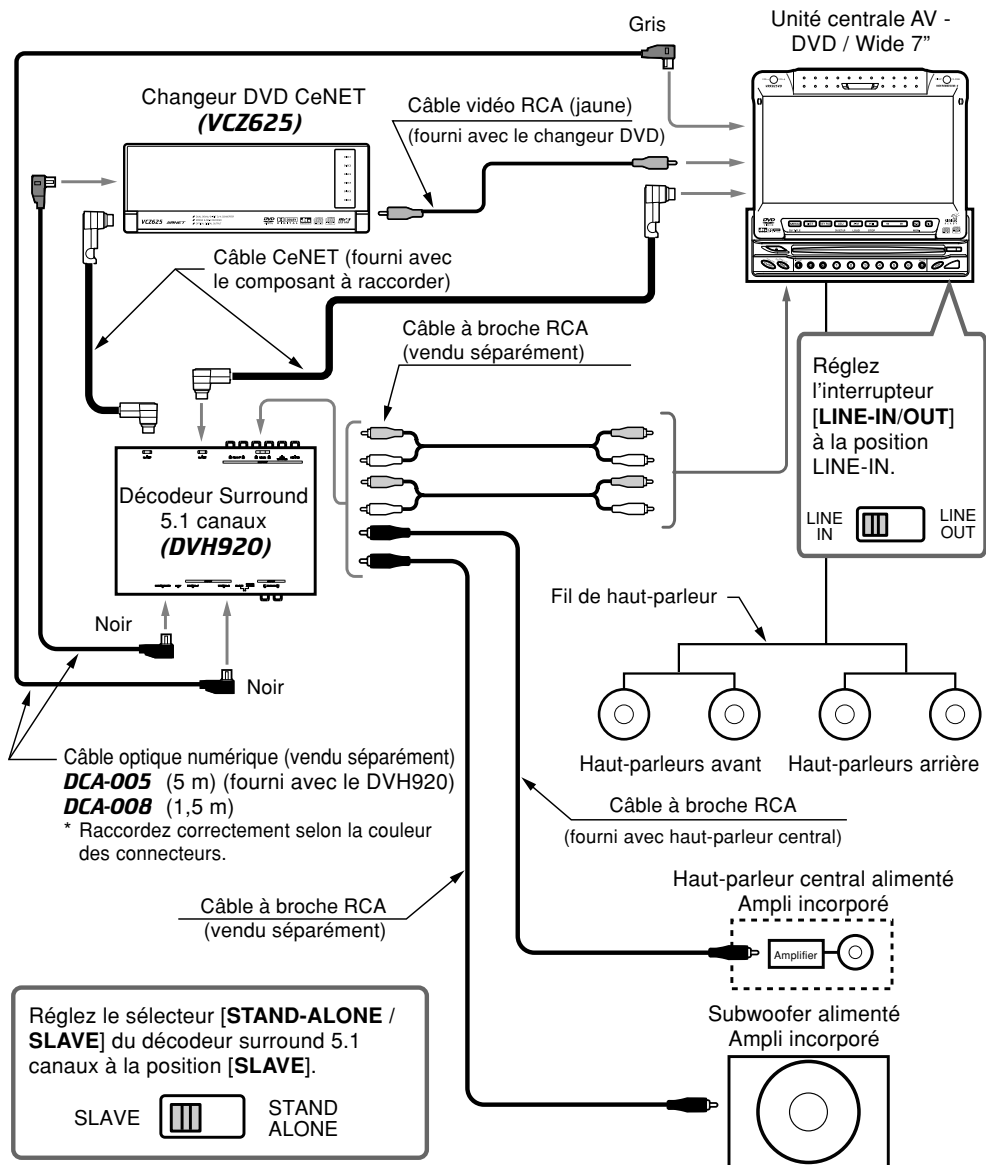 Gris
Unité centrale AV -
DVD / Wide 7”
Changeur DVD CeNET
(VCZ625)
Câble vidéo RCA (jaune)
(fourni avec le changeur DVD)
VCZ625
Câble CeNET (fourni avec
le composant à raccorder)
Câble à broche RCA
(vendu séparément)
Réglez
l’interrupteur
[LINE-IN/OUT]
à la position
LINE-IN.
LINE
IN
LINE
OUT
Décodeur Surround
5.1 canaux
(DVH920)
Fil de haut-parleur
Noir
Noir
Haut-parleurs avant
Haut-parleurs arrière
Câble optique numérique (vendu séparément)
DCA-005 (5 m) (fourni avec le DVH920)
DCA-008 (1,5 m)
* Raccordez correctement selon la couleur
des connecteurs.
Câble à broche RCA
(fourni avec haut-parleur central)
Câble à broche RCA
(vendu séparément)
Haut-parleur central alimenté
Ampli incorporé
Amplifier
Subwoofer alimenté
Ampli incorporé
Réglez le sélecteur [STAND-ALONE /
SLAVE] du décodeur surround 5.1
canaux à la position [SLAVE].
SLAVE
STAND
ALONE